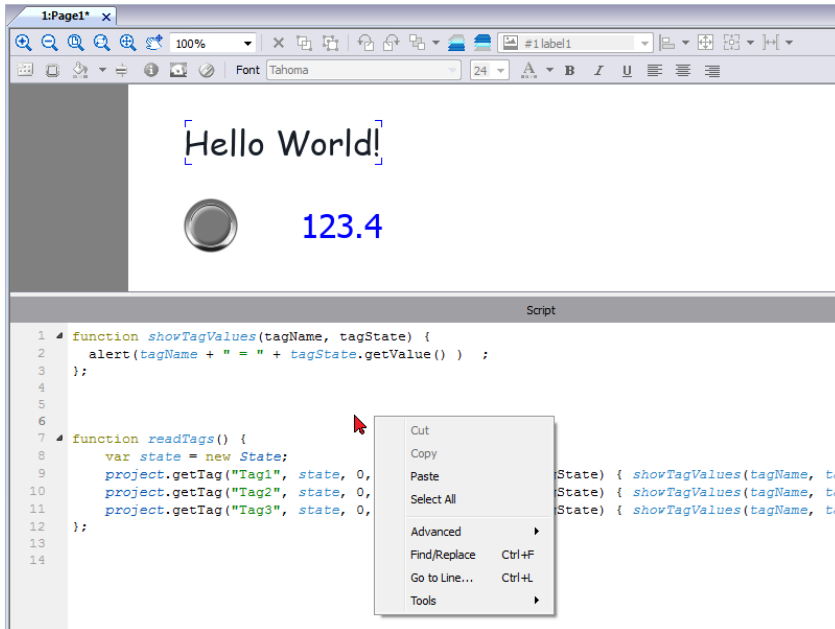 1:Page1* x
100%
#1 label1
Font Tahoma 24 A B I U
Hello World!
123.4
Script
1 function showTagValues(tagName, tagState) {
2 alert(tagName + " = " + tagState.getValue() ) ;
3 };
4
5
6
7 function readTags() {
8 var state = new State;
9 project.getTag("Tag1", state, 0, State) { showTagValues(tagName, ta
10 project.getTag("Tag2", state, 0, State) { showTagValues(tagName, ta
11 project.getTag("Tag3", state, 0, State) { showTagValues(tagName, ta
12 };
13
14
Cut
Copy
Paste
Select All
Advanced
Find/Replace Ctrl+F
Go to Line... Ctrl+L
Tools